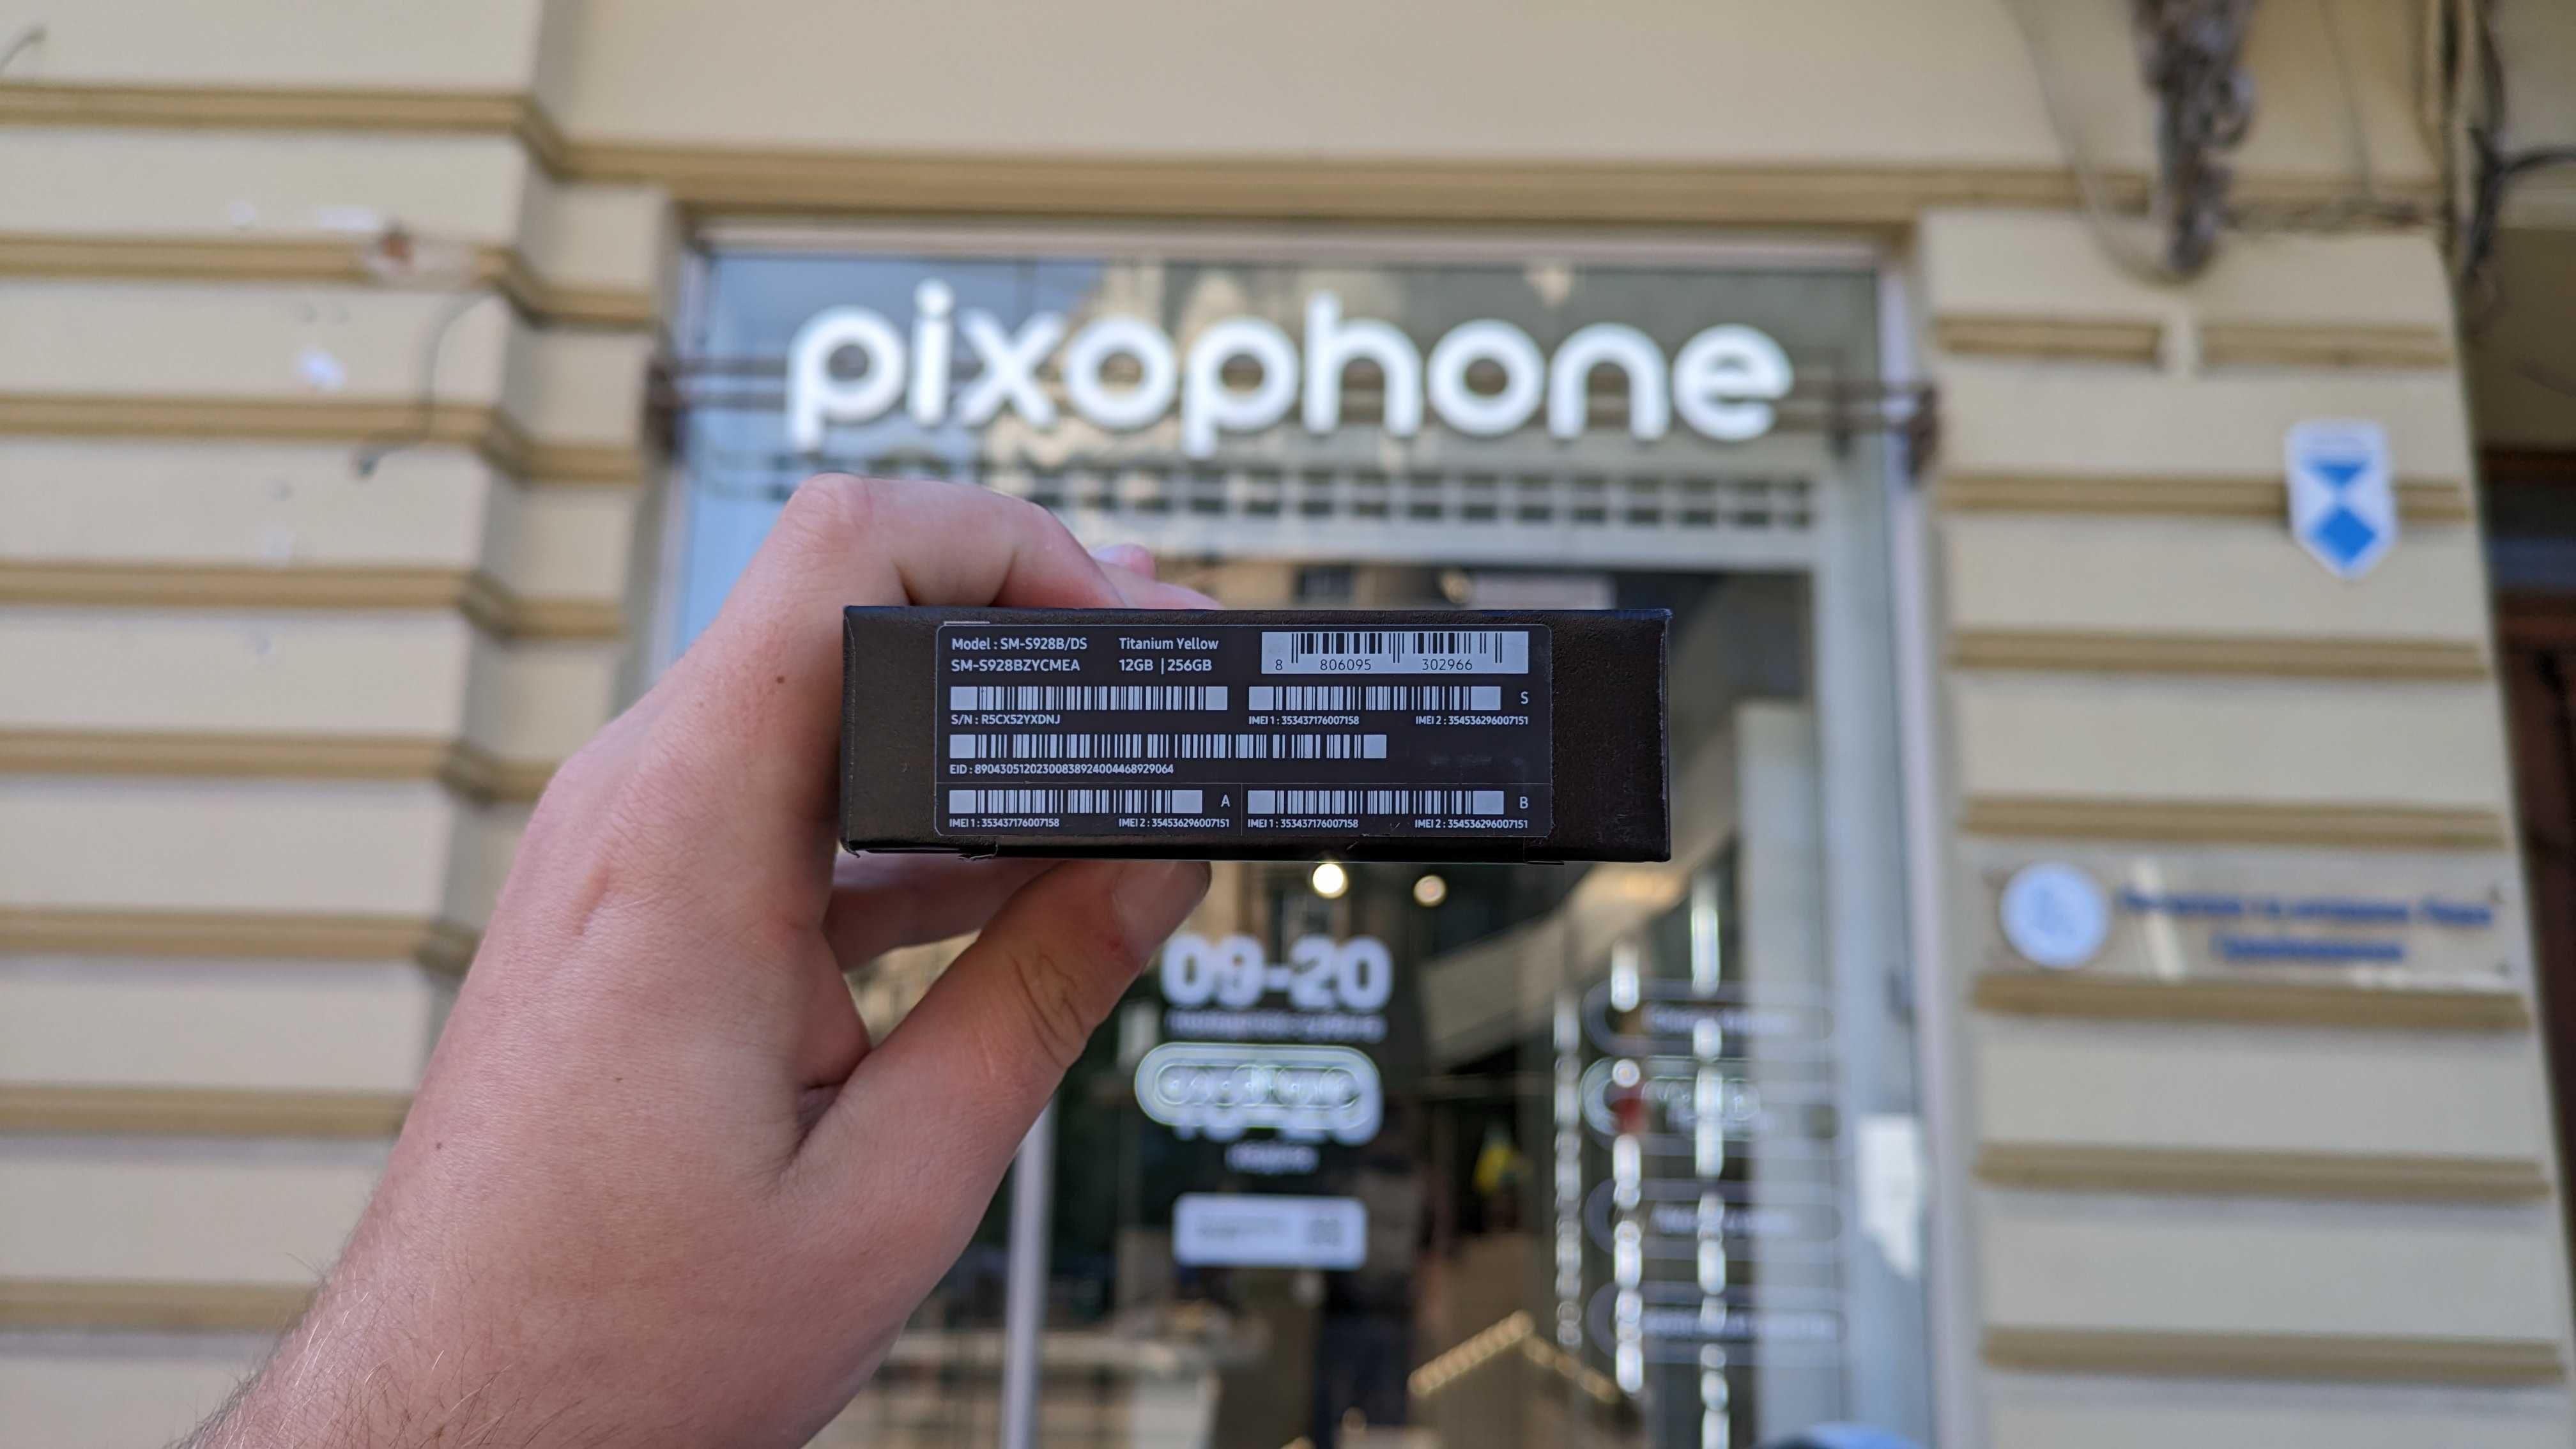 pixophone
Model : SM-S928B/DS
Titanium Yellow
SM-S928BZYCMEA
12GB | 256GB
8 806095 302966
S/N : R5CX52YXDNJ
S
IMEI 1 : 353437176007158
IMEI 2 : 354536296007151
EID : 89043051202300838924004468929064
A
IMEI 1 : 353437176007158
IMEI 2 : 354536296007151
B
IMEI 1 : 353437176007158
IMEI 2 : 354536296007151
09-20